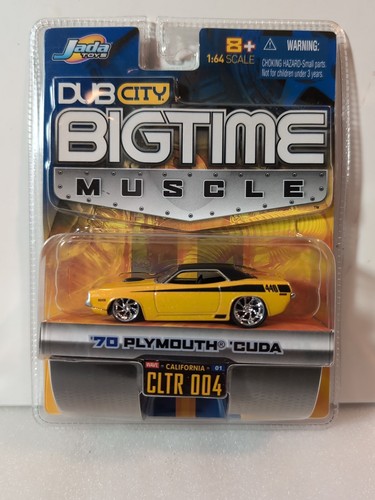 Jada
TOYS
8+
1:64 SCALE
WARNING:
CHOKING HAZARD-Small parts
Not for children under 3 years.
DUB CITY
BIGTIME
MUSCLE
440
'70 PLYMOUTH® 'CUDA
CALIFORNIA 01
CLTR 004